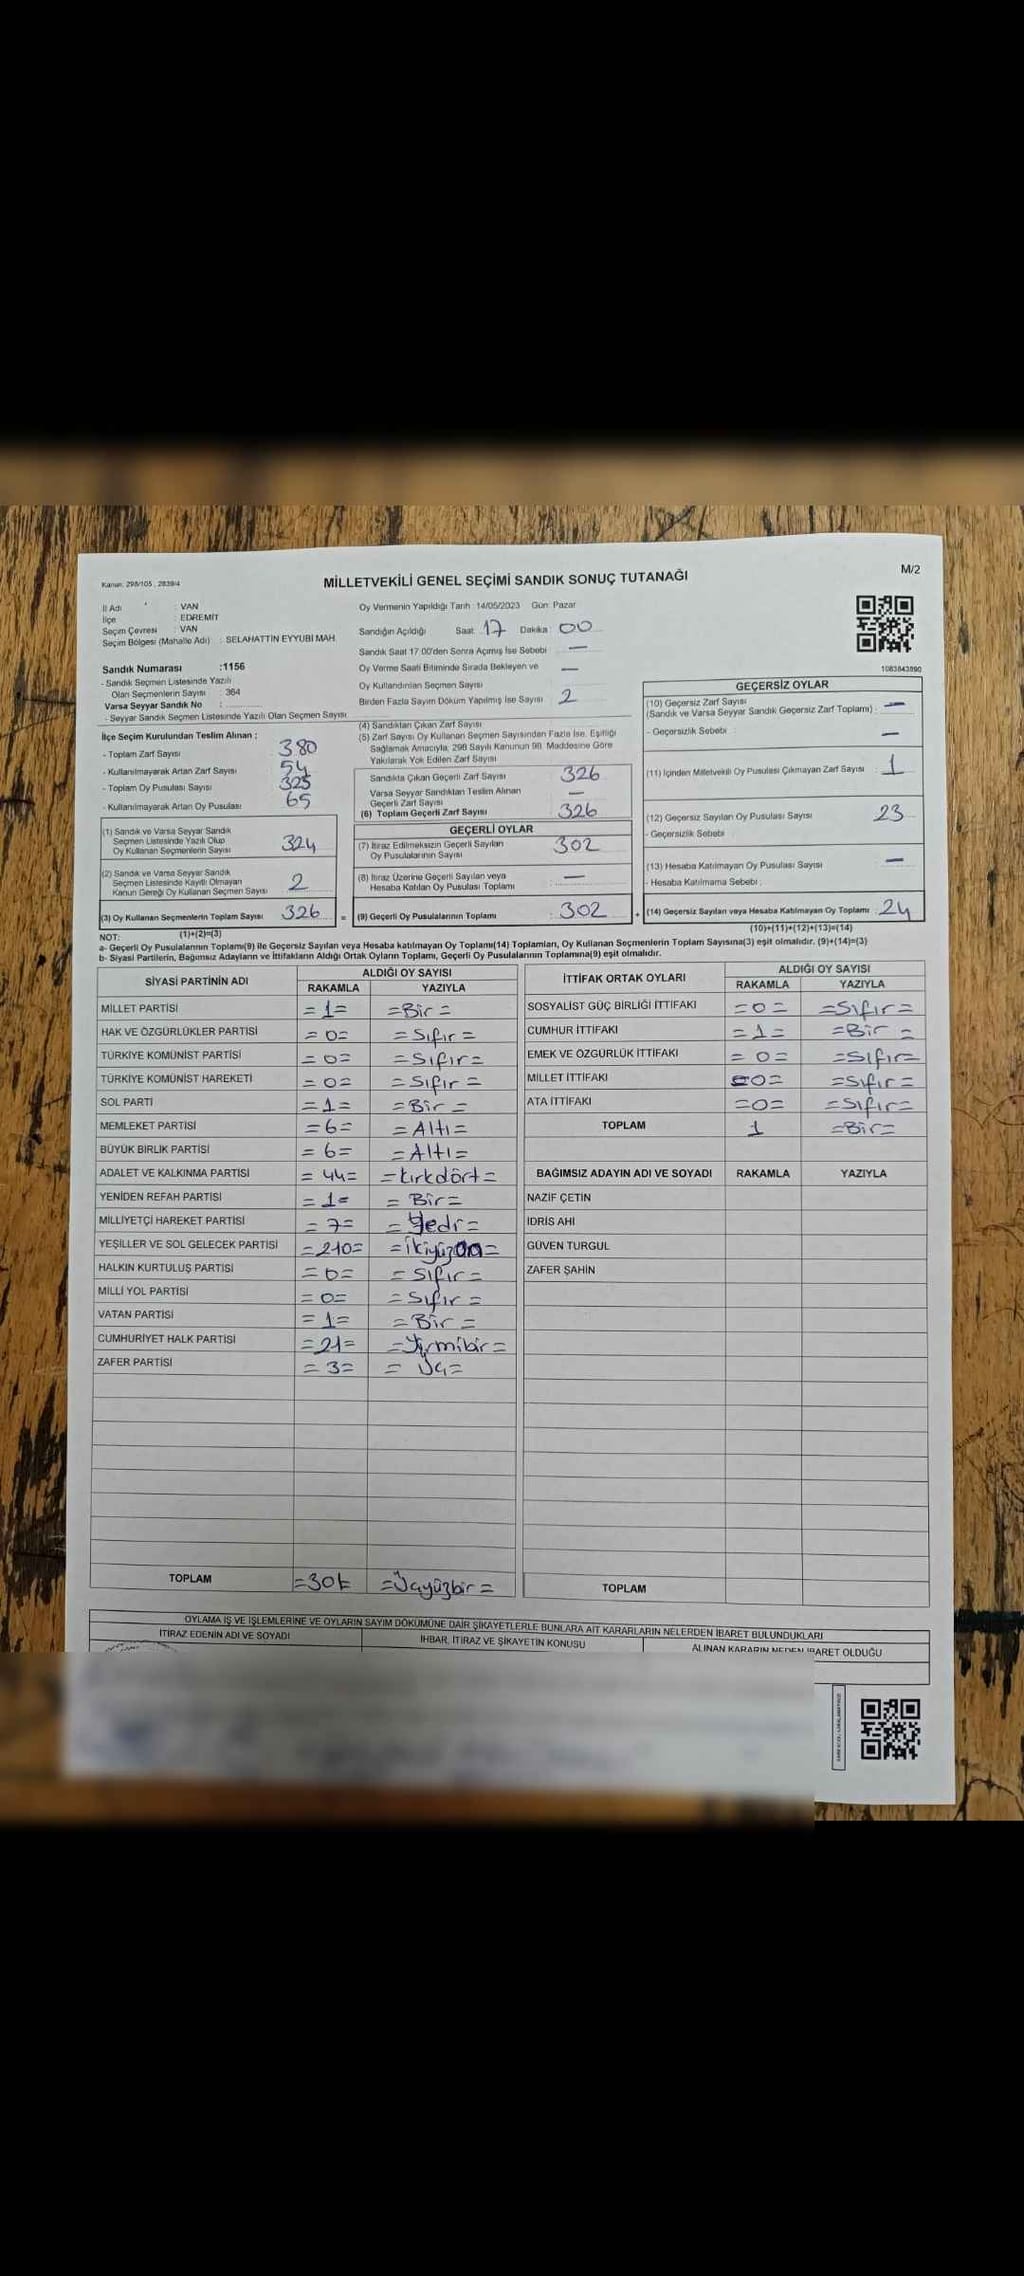 Kanun: 298/105 , 2839/4
MİLLETVEKİLİ GENEL SEÇİMİ SANDIK SONUÇ TUTANAĞI
M/2
İl Adı : VAN
İlçe : EDREMİT
Seçim Çevresi : VAN
Seçim Bölgesi (Mahalle Adı) : SELAHATTİN EYYUBİ MAH.
Sandık Numarası :1156
- Sandık Seçmen Listesinde Yazılı
Olan Seçmenlerin Sayısı : 364
Varsa Seyyar Sandık No :
- Seyyar Sandık Seçmen Listesinde Yazılı Olan Seçmen Sayısı
Oy Vermenin Yapıldığı Tarih : 14/05/2023 Gün: Pazar
Sandığın Açıldığı Saat: 17 Dakika: 00
Sandık Saat 17.00'den Sonra Açımış İse Sebebi : —
Oy Verme Saati Bitiminde Sırada Bekleyen ve —
Oy Kullandırılan Seçmen Sayısı
Birden Fazla Sayım Döküm Yapılmış İse Sayısı : 2
1083843890
İlçe Seçim Kurulundan Teslim Alınan :
- Toplam Zarf Sayısı 380
- Kullanılmayarak Artan Zarf Sayısı 54
- Toplam Oy Pusulası Sayısı 325
- Kullanılmayarak Artan Oy Pusulası 65
(1) Sandık ve Varsa Seyyar Sandık
Seçmen Listesinde Yazılı Olup
Oy Kullanan Seçmenlerin Sayısı 324
(2) Sandık ve Varsa Seyyar Sandık
Seçmen Listesinde Kayıtlı Olmayan
Kanun Gereği Oy Kullanan Seçmen Sayısı 2
(3) Oy Kullanan Seçmenlerin Toplam Sayısı 326 =
(1)+(2)=(3)
(4) Sandıktan Çıkan Zarf Sayısı
(5) Zarf Sayısı Oy Kullanan Seçmen Sayısından Fazla İse, Eşitliği
Sağlamak Amacıyla, 298 Sayılı Kanunun 98. Maddesine Göre
Yakılarak Yok Edilen Zarf Sayısı
Sandıkta Çıkan Geçerli Zarf Sayısı 326
Varsa Seyyar Sandıktan Teslim Alınan
Geçerli Zarf Sayısı —
(6) Toplam Geçerli Zarf Sayısı 326
GEÇERLİ OYLAR
(7) İtiraz Edilmeksizin Geçerli Sayılan
Oy Pusulalarının Sayısı 302
(8) İtiraz Üzerine Geçerli Sayılan veya
Hesaba Katılan Oy Pusulası Toplamı —
(9) Geçerli Oy Pusulalarının Toplamı 302 +
GEÇERSİZ OYLAR
(10) Geçersiz Zarf Sayısı
(Sandık ve Varsa Seyyar Sandık Geçersiz Zarf Toplamı) : —
- Geçersizlik Sebebi : —
(11) İçinden Milletvekili Oy Pusulası Çıkmayan Zarf Sayısı : 1
(12) Geçersiz Sayılan Oy Pusulası Sayısı 23
- Geçersizlik Sebebi :
(13) Hesaba Katılmayan Oy Pusulası Sayısı —
- Hesaba Katılmama Sebebi :
(14) Geçersiz Sayılan veya Hesaba Katılmayan Oy Toplamı : 24
(10)+(11)+(12)+(13)=(14)
NOT:
a- Geçerli Oy Pusulalarının Toplamı(9) ile Geçersiz Sayılan veya Hesaba katılmayan Oy Toplamı(14) Toplamları, Oy Kullanan Seçmenlerin Toplam Sayısına(3) eşit olmalıdır. (9)+(14)=(3)
b- Siyasi Partilerin, Bağımsız Adayların ve İttifakların Aldığı Ortak Oyların Toplamı, Geçerli Oy Pusulalarının Toplamına(9) eşit olmalıdır.
SİYASİ PARTİNİN ADI ALDIĞI OY SAYISI
RAKAMLA YAZIYLA
MİLLET PARTİSİ =1= =Bir=
HAK VE ÖZGÜRLÜKLER PARTİSİ =0= =Sıfır=
TÜRKİYE KOMÜNİST PARTİSİ =0= =Sıfır=
TÜRKİYE KOMÜNİST HAREKETİ =0= =Sıfır=
SOL PARTİ =1= =Bir=
MEMLEKET PARTİSİ =6= =Altı=
BÜYÜK BİRLİK PARTİSİ =6= =Altı=
ADALET VE KALKINMA PARTİSİ =44= =kırkdört=
YENİDEN REFAH PARTİSİ =1= =Bir=
MİLLİYETÇİ HAREKET PARTİSİ =7= =Yedi=
YEŞİLLER VE SOL GELECEK PARTİSİ =210= =İkiyüzon=
HALKIN KURTULUŞ PARTİSİ =0= =Sıfır=
MİLLİ YOL PARTİSİ =0= =Sıfır=
VATAN PARTİSİ =1= =Bir=
CUMHURİYET HALK PARTİSİ =21= =Yirmibir=
ZAFER PARTİSİ =3= =Üç=
TOPLAM =301= =Üçyüzbir=
İTTİFAK ORTAK OYLARI ALDIĞI OY SAYISI
RAKAMLA YAZIYLA
SOSYALİST GÜÇ BİRLİĞİ İTTİFAKI =0= =Sıfır=
CUMHUR İTTİFAKI =1= =Bir=
EMEK VE ÖZGÜRLÜK İTTİFAKI =0= =Sıfır=
MİLLET İTTİFAKI =0= =Sıfır=
ATA İTTİFAKI =0= =Sıfır=
TOPLAM 1 =Bir=
BAĞIMSIZ ADAYIN ADI VE SOYADI RAKAMLA YAZIYLA
NAZİF ÇETİN
İDRİS AHİ
GÜVEN TURGUL
ZAFER ŞAHİN
TOPLAM
OYLAMA İŞ VE İŞLEMLERİNE VE OYLARIN SAYIM DÖKÜMÜNE DAİR ŞİKAYETLERLE BUNLARA AİT KARARLARIN NELERDEN İBARET BULUNDUKLARI
İTİRAZ EDENİN ADI VE SOYADI İHBAR, İTİRAZ VE ŞİKAYETİN KONUSU ALINAN KARARIN NEDEN İBARET OLDUĞU